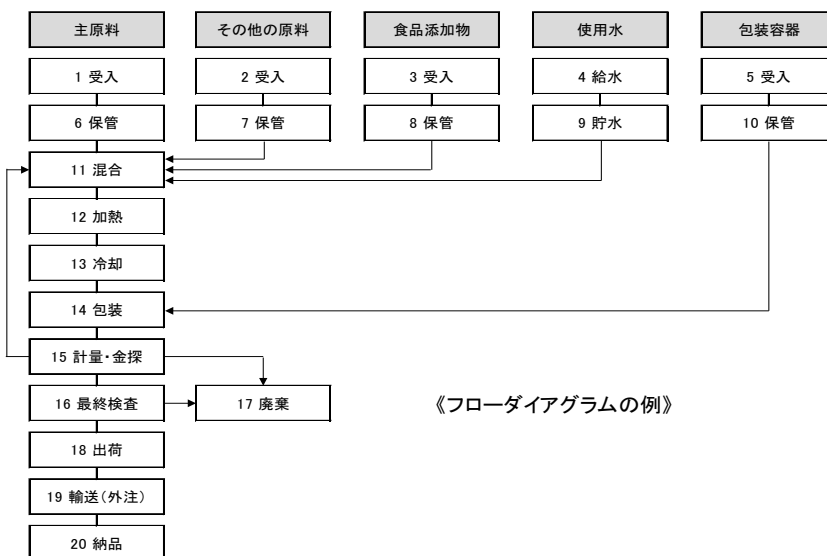 主原料
その他の原料
食品添加物
使用水
包装容器
1 受入
2 受入
3 受入
4 給水
5 受入
6 保管
7 保管
8 保管
9 貯水
10 保管
11 混合
12 加熱
13 冷却
14 包装
15 計量・金探
16 最終検査
17 廃棄
《フローダイアグラムの例》
18 出荷
19 輸送(外注)
20 納品